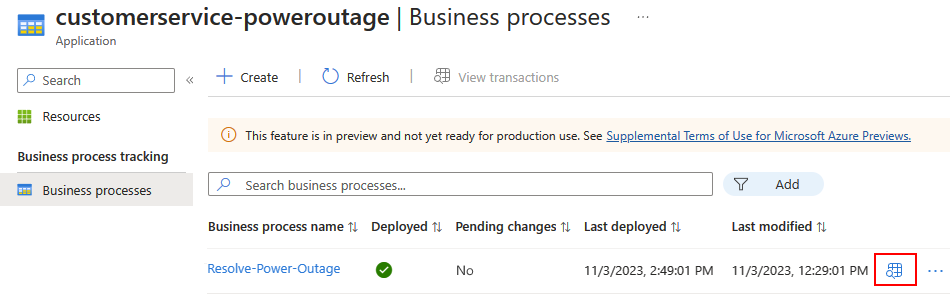 customerservice-poweroutage | Business processes ...
Application
Search «
Resources
Business process tracking
Business processes
+ Create | Refresh | View transactions
This feature is in preview and not yet ready for production use. See Supplemental Terms of Use for Microsoft Azure Previews.
Search business processes... Add
Business process name ↑↓ Deployed ↑↓ Pending changes ↑↓ Last deployed ↑↓ Last modified ↑↓
Resolve-Power-Outage No 11/3/2023, 2:49:01 PM 11/3/2023, 12:29:01 PM ...